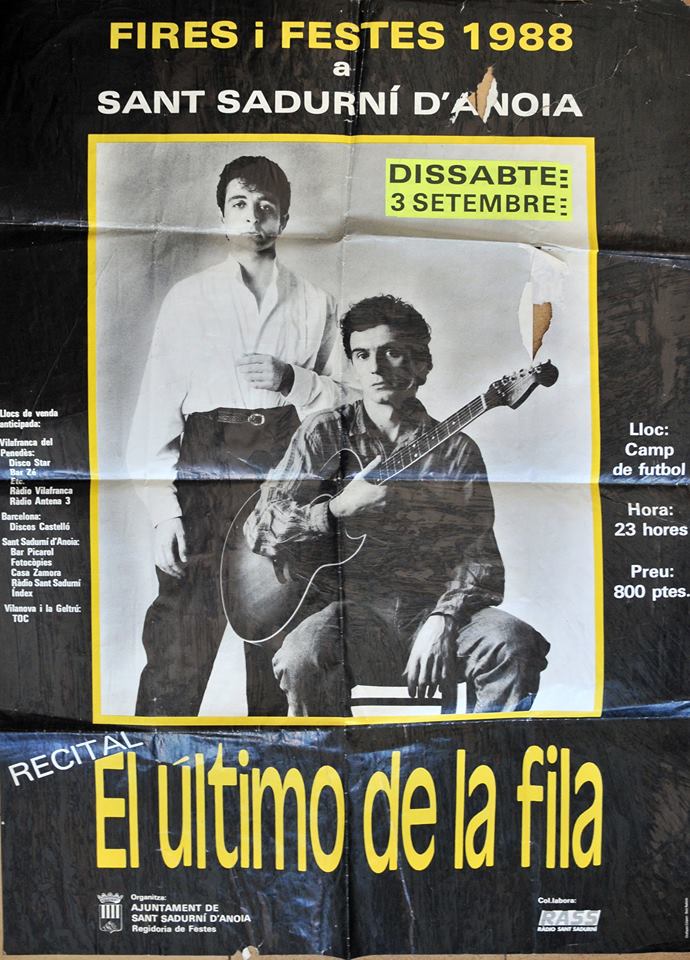 FIRES i FESTES 1988
a
SANT SADURNÍ D'ANOIA
DISSABTE
3 SETEMBRE
Llocs de venda
anticipada:
Vilafranca del
Penedès:
Disco Star
Bar Z6
Etc.
Ràdio Vilafranca
Ràdio Antena 3
Barcelona:
Discos Castelló
Sant Sadurní d'Anoia:
Bar Picarol
Fotocòpies
Casa Zamora
Ràdio Sant Sadurní
Índex
Vilanova i la Geltrú:
TOC
Lloc:
Camp
de futbol
Hora:
23 hores
Preu:
800 ptes.
RECITAL
El último de la fila
Organitza:
AJUNTAMENT DE
SANT SADURNÍ D'ANOIA
Regidoria de Festes
Col.labora:
RASS
RÀDIO SANT SADURNÍ